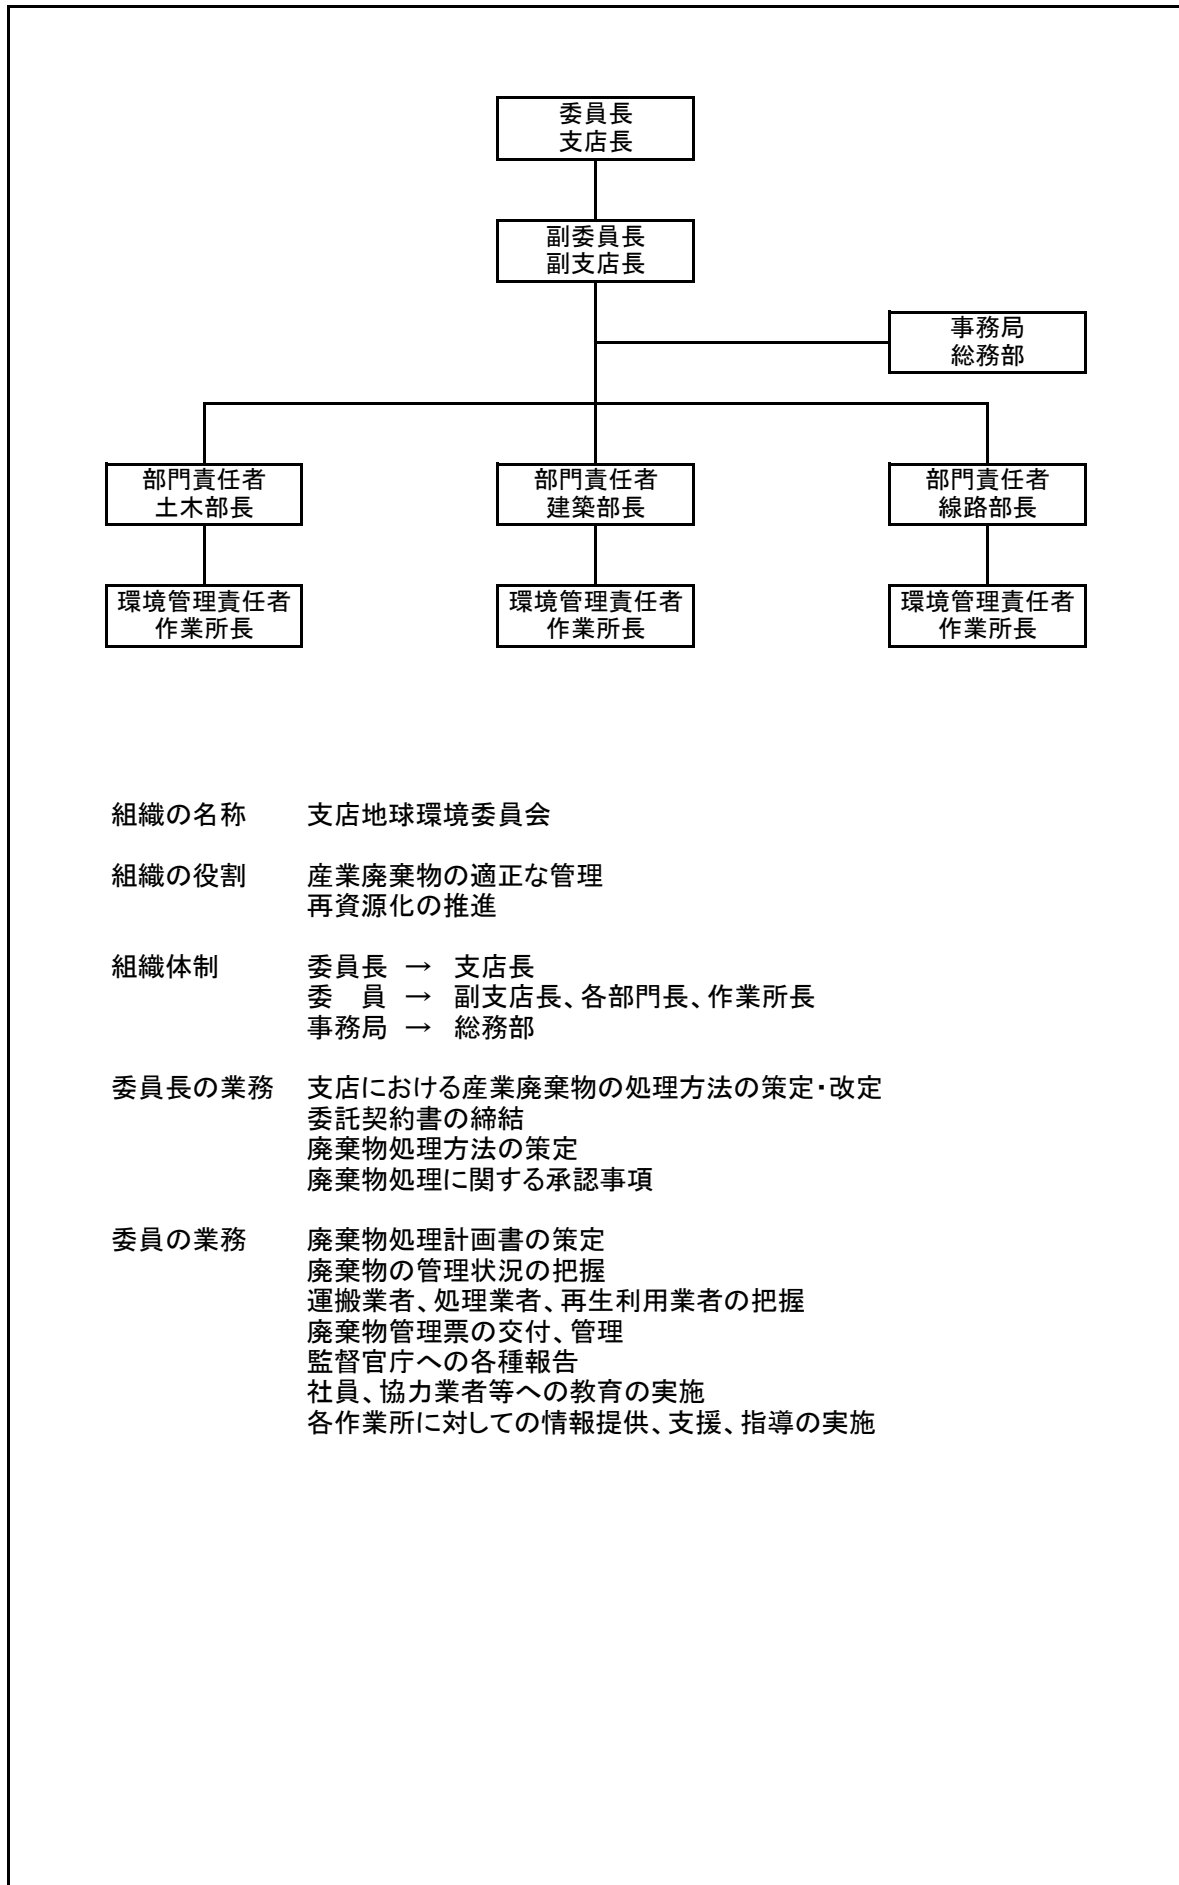 委員長
支店長
副委員長
副支店長
事務局
総務部
部門責任者
土木部長
部門責任者
建築部長
部門責任者
線路部長
環境管理責任者
作業所長
環境管理責任者
作業所長
環境管理責任者
作業所長
組織の名称 支店地球環境委員会
組織の役割 産業廃棄物の適正な管理
再資源化の推進
組織体制 委員長 → 支店長
委　員 → 副支店長、各部門長、作業所長
事務局 → 総務部
委員長の業務 支店における産業廃棄物の処理方法の策定・改定
委託契約書の締結
廃棄物処理方法の策定
廃棄物処理に関する承認事項
委員の業務 廃棄物処理計画書の策定
廃棄物の管理状況の把握
運搬業者、処理業者、再生利用業者の把握
廃棄物管理票の交付、管理
監督官庁への各種報告
社員、協力業者等への教育の実施
各作業所に対しての情報提供、支援、指導の実施